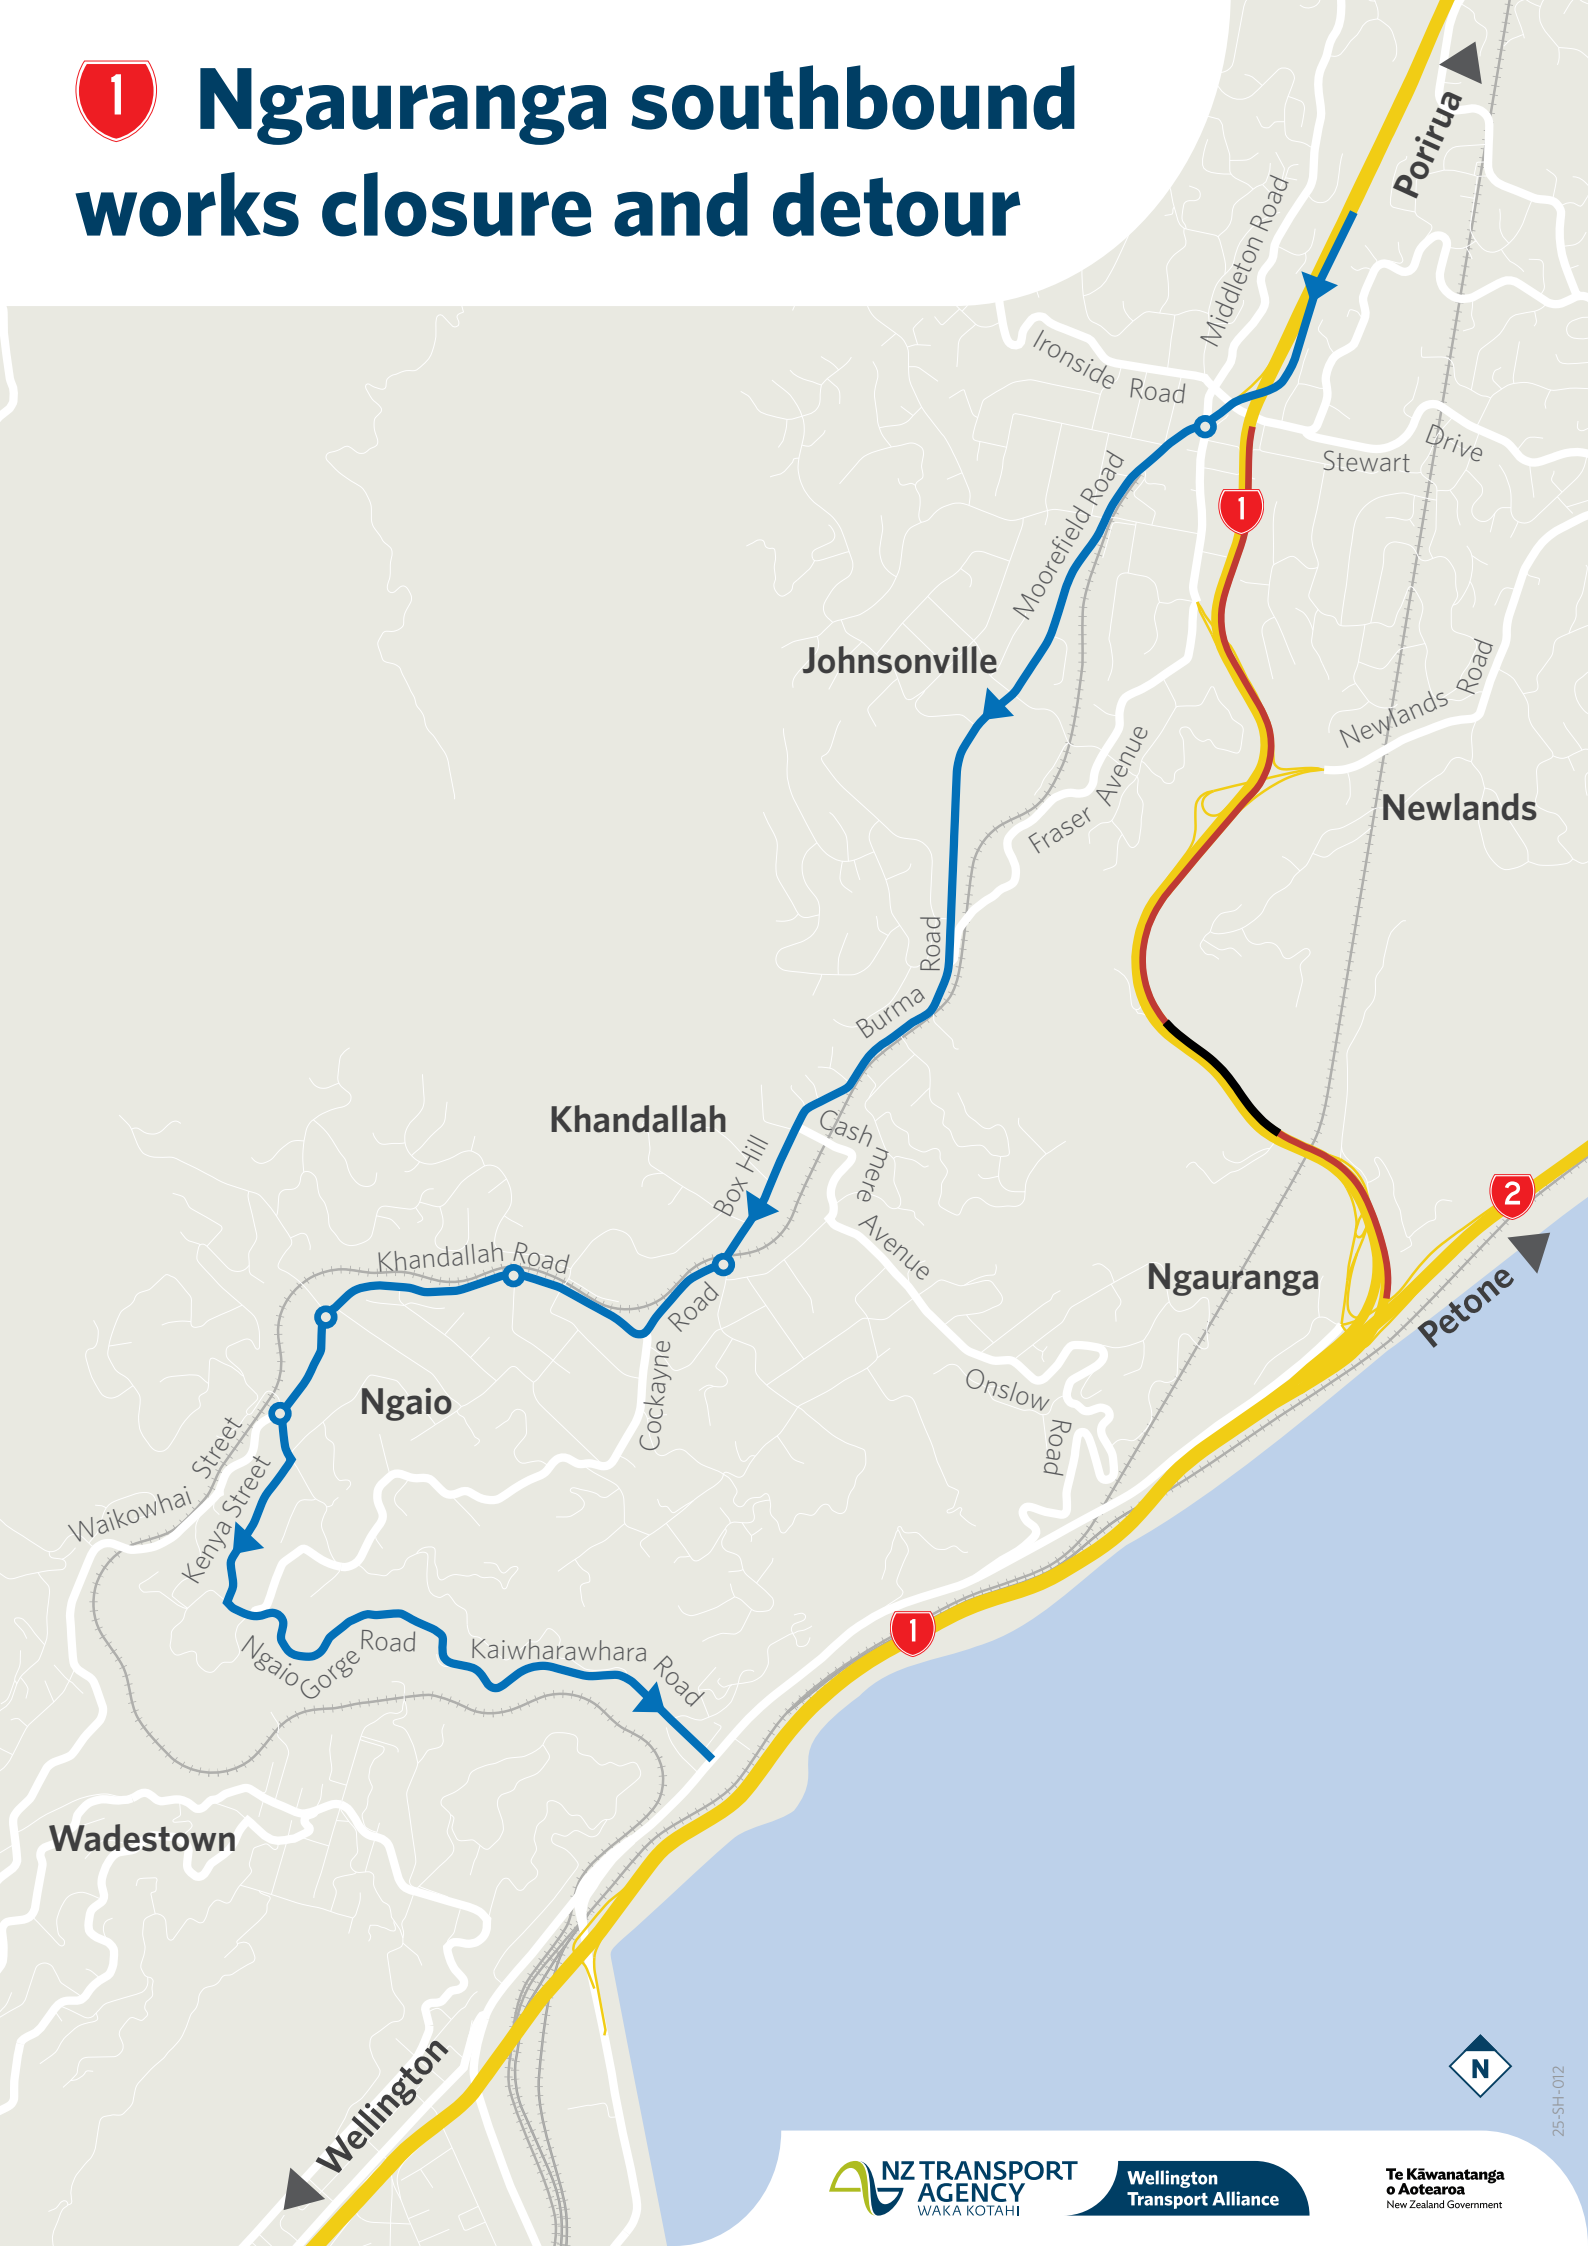 1 Ngauranga southbound
works closure and detour
Porirua
Middleton Road
Ironside Road
Stewart Drive
1
Moorefield Road
Johnsonville
Newlands Road
Newlands
Fraser Avenue
Burma Road
Khandallah
Cashmere Avenue
Box Hill
2
Petone
Ngauranga
Khandallah Road
Cockayne Road
Onslow Road
Ngaio
Waikowhai Street
Kenya Street
Ngaio Gorge Road
Kaiwharawhara Road
1
Wadestown
Wellington
N
25-SH-012
NZ TRANSPORT
AGENCY
WAKA KOTAHI
Wellington
Transport Alliance
Te Kāwanatanga
o Aotearoa
New Zealand Government